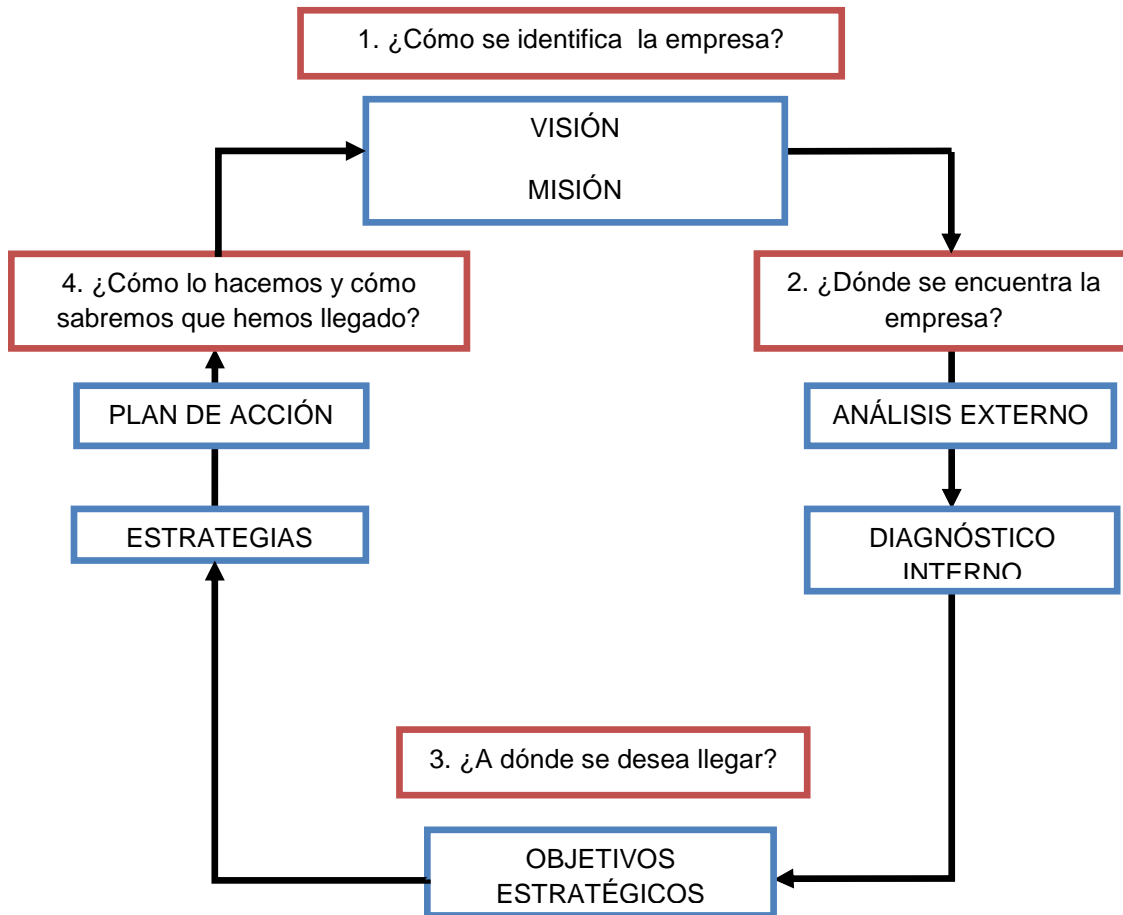 1. ¿Cómo se identifica  la empresa?
VISIÓN
MISIÓN
2. ¿Dónde se encuentra la
empresa?
ANÁLISIS EXTERNO
DIAGNÓSTICO
INTERNO
3. ¿A dónde se desea llegar?
OBJETIVOS
ESTRATÉGICOS
ESTRATEGIAS
PLAN DE ACCIÓN
4. ¿Cómo lo hacemos y cómo
sabremos que hemos llegado?